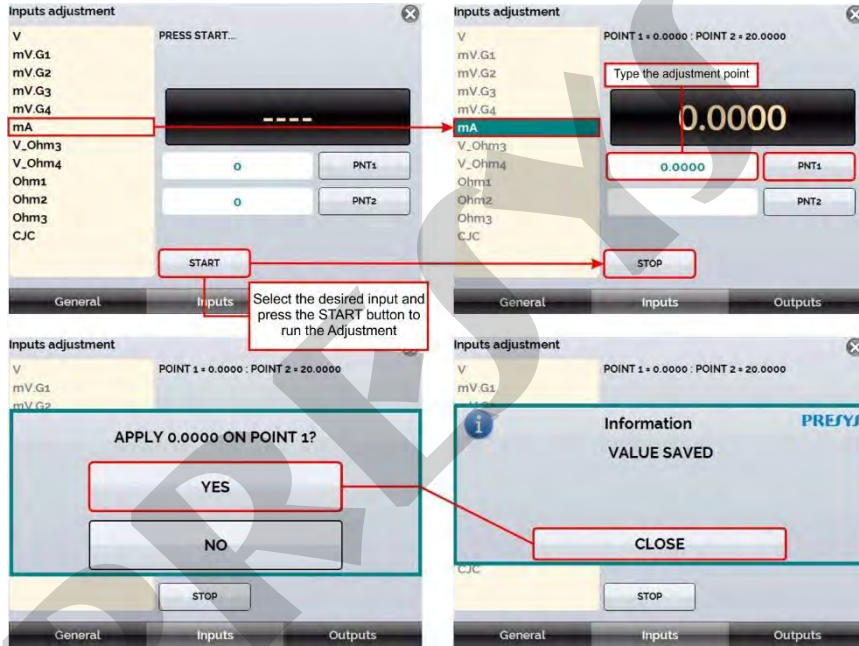 Inputs adjustment
V
mV.G1
mV.G2
mV.G3
mV.G4
mA
V_Ohm3
V_Ohm4
Ohm1
Ohm2
Ohm3
CJC
PRESS START...
----
0
PNT1
0
PNT2
START
General
Inputs
Select the desired input and
press the START button to
run the Adjustment
Inputs adjustment
V
mV.G1
mV.G2
mV.G3
mV.G4
mA
V_Ohm3
V_Ohm4
Ohm1
Ohm2
Ohm3
CJC
POINT 1 = 0.0000 : POINT 2 = 20.0000
Type the adjustment point
0.0000
0.0000
PNT1
PNT2
STOP
General
Inputs
Outputs
Inputs adjustment
V
mV.G1
mV.G2
POINT 1 = 0.0000 : POINT 2 = 20.0000
APPLY 0.0000 ON POINT 1?
YES
NO
STOP
General
Inputs
Outputs
Inputs adjustment
V
mV.G1
POINT 1 = 0.0000 : POINT 2 = 20.0000
i
Information
PRESYS
VALUE SAVED
CLOSE
CJC
STOP
General
Inputs
Outputs
PRESYS